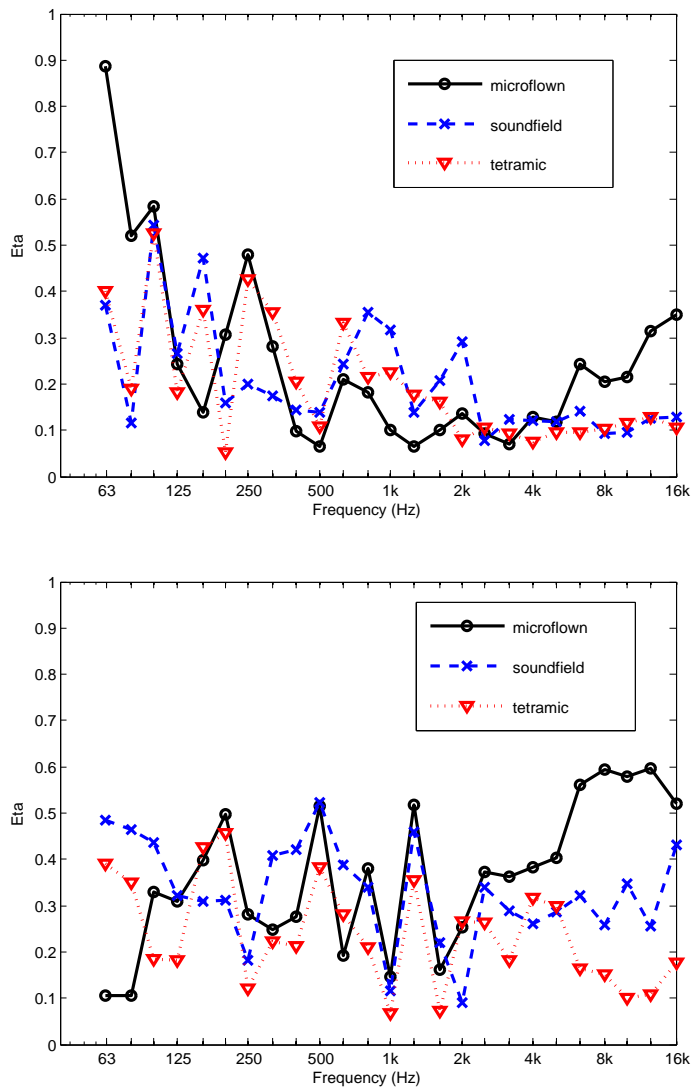 1
0.9
0.8
0.7
0.6
0.5
0.4
0.3
0.2
0.1
0
Eta
microflown
soundfield
tetramic
63 125 250 500 1k 2k 4k 8k 16k
Frequency (Hz)
1
0.9
0.8
0.7
0.6
0.5
0.4
0.3
0.2
0.1
0
Eta
microflown
soundfield
tetramic
63 125 250 500 1k 2k 4k 8k 16k
Frequency (Hz)